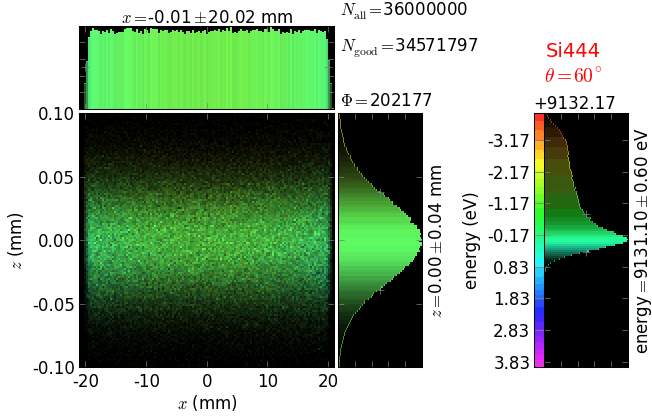 x=-0.01±20.02 mm
N_all=36000000
N_good=34571797
Φ=202177
Si444
θ=60°
+9132.17
0.10
0.05
0.00
-0.05
-0.10
z (mm)
-20
-10
0
10
20
x (mm)
z=0.00±0.04 mm
energy (eV)
-3.17
-2.17
-1.17
-0.17
0.83
1.83
2.83
3.83
energy=9131.10±0.60 eV